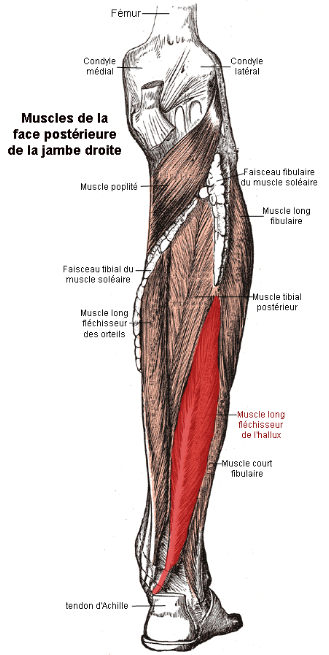 Fémur
Condyle
médial
Condyle
latéral
Muscles de la
face postérieure
de la jambe droite
Faisceau fibulaire
du muscle soléaire
Muscle poplité
Muscle long
fibulaire
Faisceau tibial du
muscle soléaire
Muscle tibial
postérieur
Muscle long
fléchisseur
des orteils
Muscle long
fléchisseur
de l'hallux
Muscle court
fibulaire
tendon d'Achille